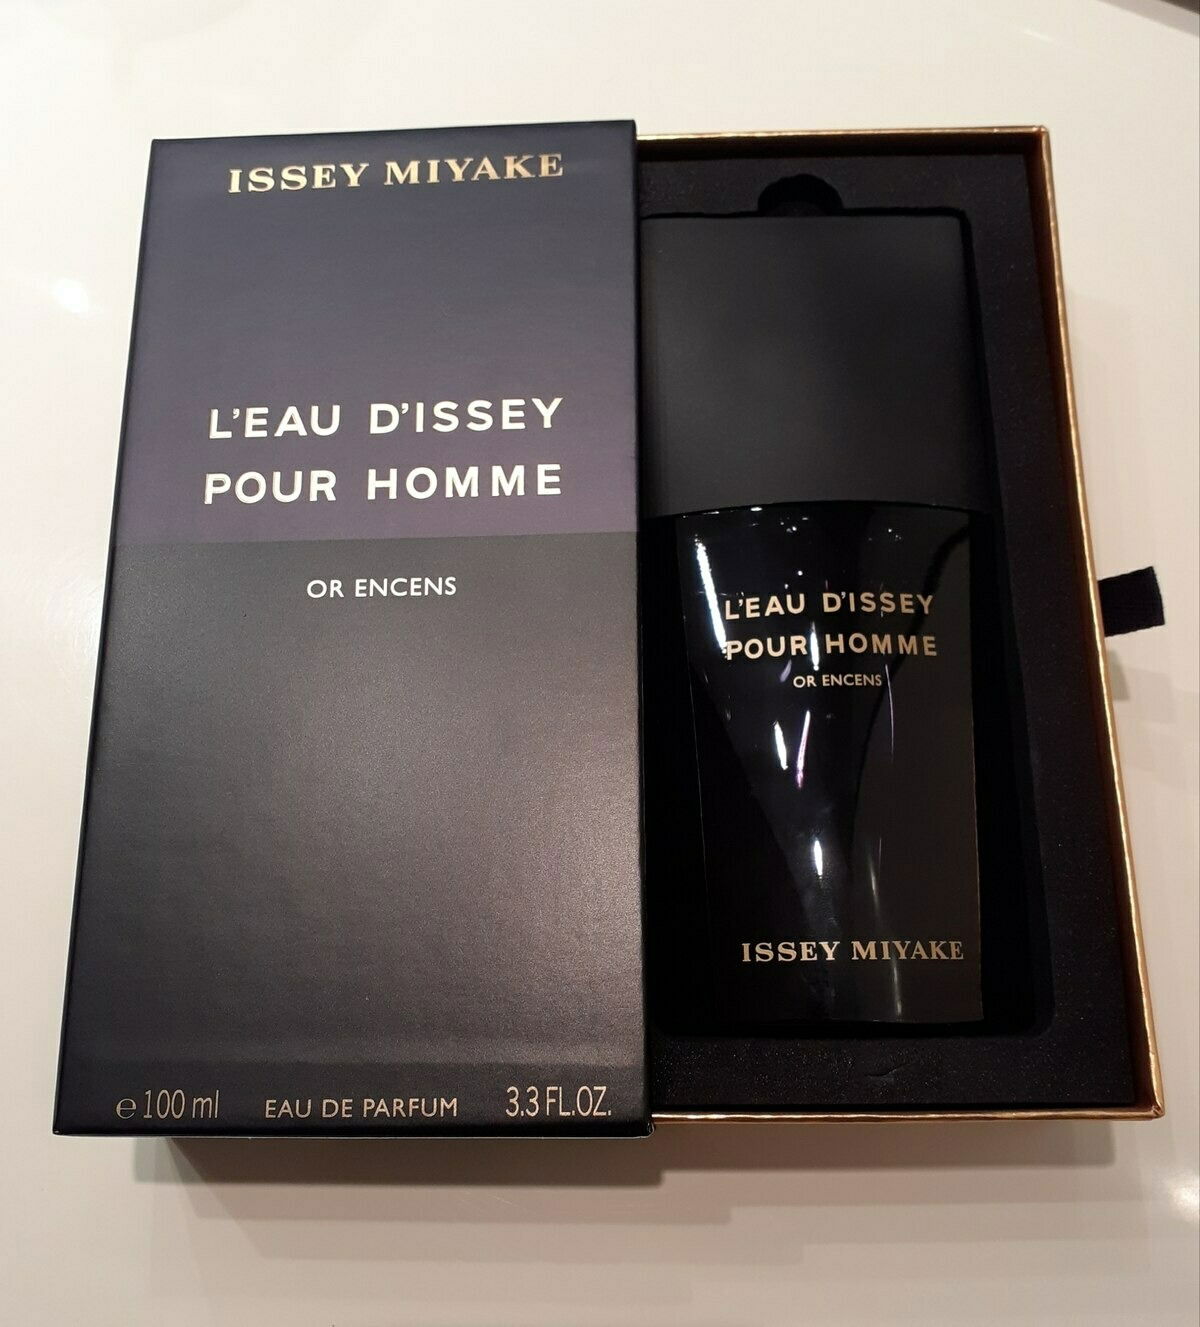 ISSEY MIYAKE
L'EAU D'ISSEY
POUR HOMME
OR ENCENS
e 100 ml EAU DE PARFUM 3.3 FL.OZ.
L'EAU D'ISSEY
POUR HOMME
OR ENCENS
ISSEY MIYAKE